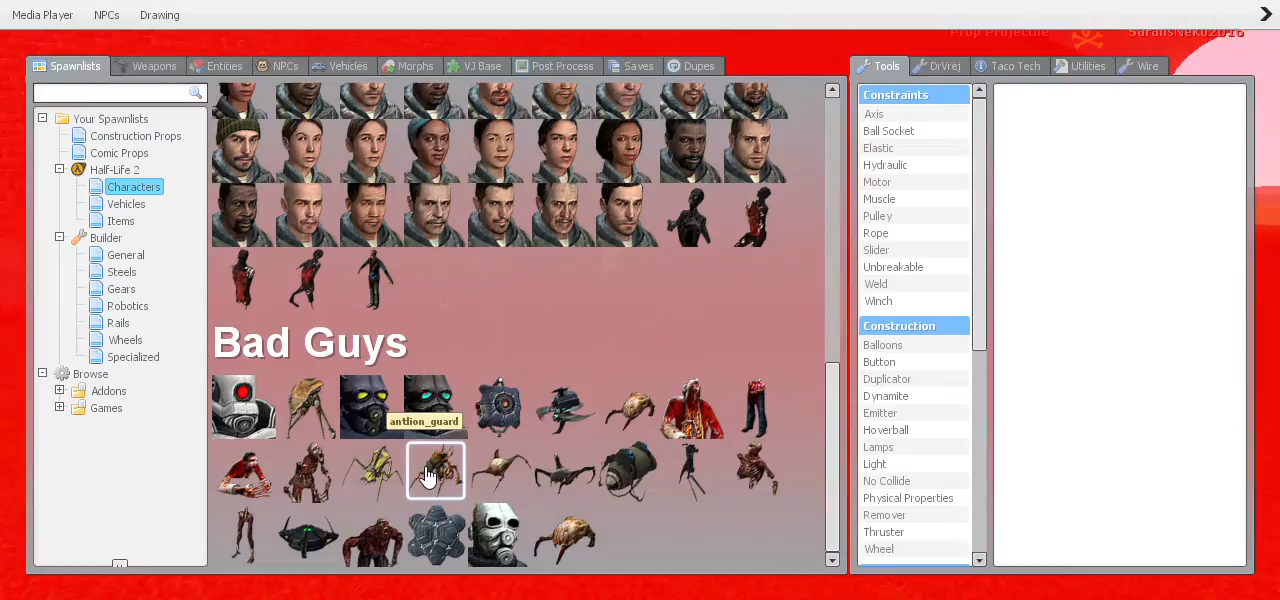 Media Player NPCs Drawing
Prop Projectile SaransNeko2016
Spawnlists Weapons Entities NPCs Vehicles Morphs VJ Base Post Process Saves Dupes
Tools DrVrej Taco Tech Utilities Wire
Your Spawnlists
Construction Props
Comic Props
Half-Life 2
Characters
Vehicles
Items
Builder
General
Steels
Gears
Robotics
Rails
Wheels
Specialized
Browse
Addons
Games
Bad Guys
antlion_guard
Constraints
Axis
Ball Socket
Elastic
Hydraulic
Motor
Muscle
Pulley
Rope
Slider
Unbreakable
Weld
Winch
Construction
Balloons
Button
Duplicator
Dynamite
Emitter
Hoverball
Lamps
Light
No Collide
Physical Properties
Remover
Thruster
Wheel